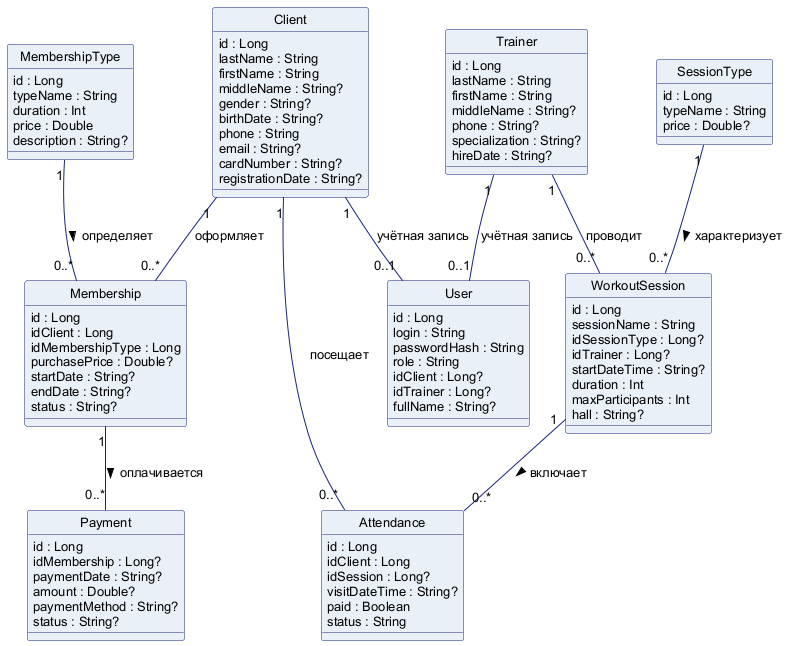 MembershipType
id : Long
typeName : String
duration : Int
price : Double
description : String?
Client
id : Long
lastName : String
firstName : String
middleName : String?
gender : String?
birthDate : String?
phone : String
email : String?
cardNumber : String?
registrationDate : String?
Trainer
id : Long
lastName : String
firstName : String
middleName : String?
phone : String?
specialization : String?
hireDate : String?
SessionType
id : Long
typeName : String
price : Double?
1
определяет
0..*
1
оформляет
0..*
1
посещает
0..*
1
учётная запись
0..1
1
учётная запись
0..1
1
проводит
0..*
1
характеризует
0..*
Membership
id : Long
idClient : Long
idMembershipType : Long
purchasePrice : Double?
startDate : String?
endDate : String?
status : String?
User
id : Long
login : String
passwordHash : String
role : String
idClient : Long?
idTrainer : Long?
fullName : String?
WorkoutSession
id : Long
sessionName : String
idSessionType : Long?
idTrainer : Long?
startDateTime : String?
duration : Int
maxParticipants : Int
hall : String?
1
оплачивается
0..*
1
включает
0..*
Payment
id : Long
idMembership : Long?
paymentDate : String?
amount : Double?
paymentMethod : String?
status : String?
Attendance
id : Long
idClient : Long
idSession : Long?
visitDateTime : String?
paid : Boolean
status : String